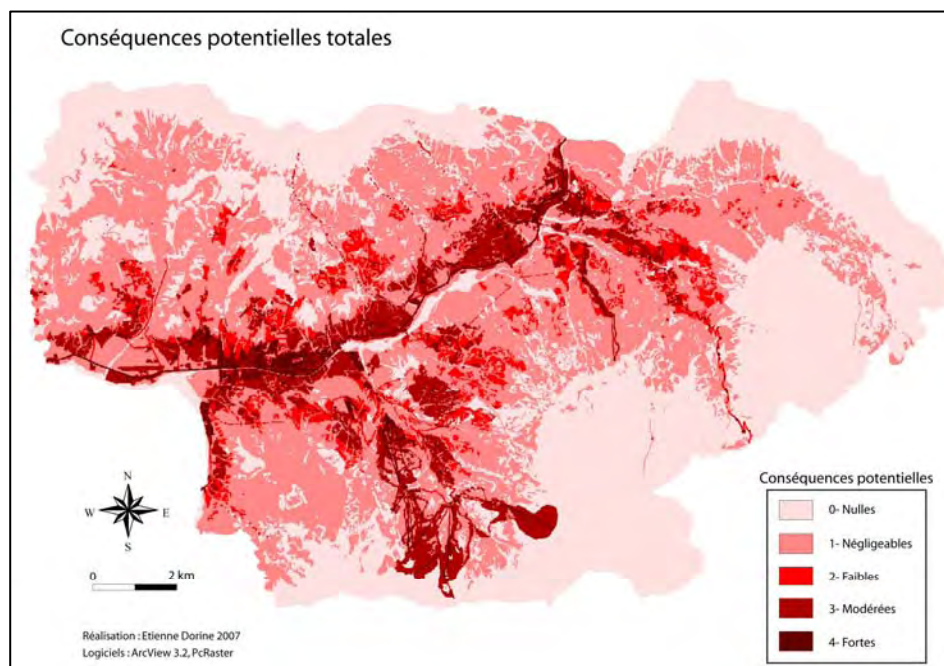 Conséquences potentielles totales
N
W E
S
0 2 km
Réalisation : Etienne Dorine 2007
Logiciels : ArcView 3.2, PcRaster
Conséquences potentielles
0- Nulles
1- Négligeables
2- Faibles
3- Modérées
4- Fortes